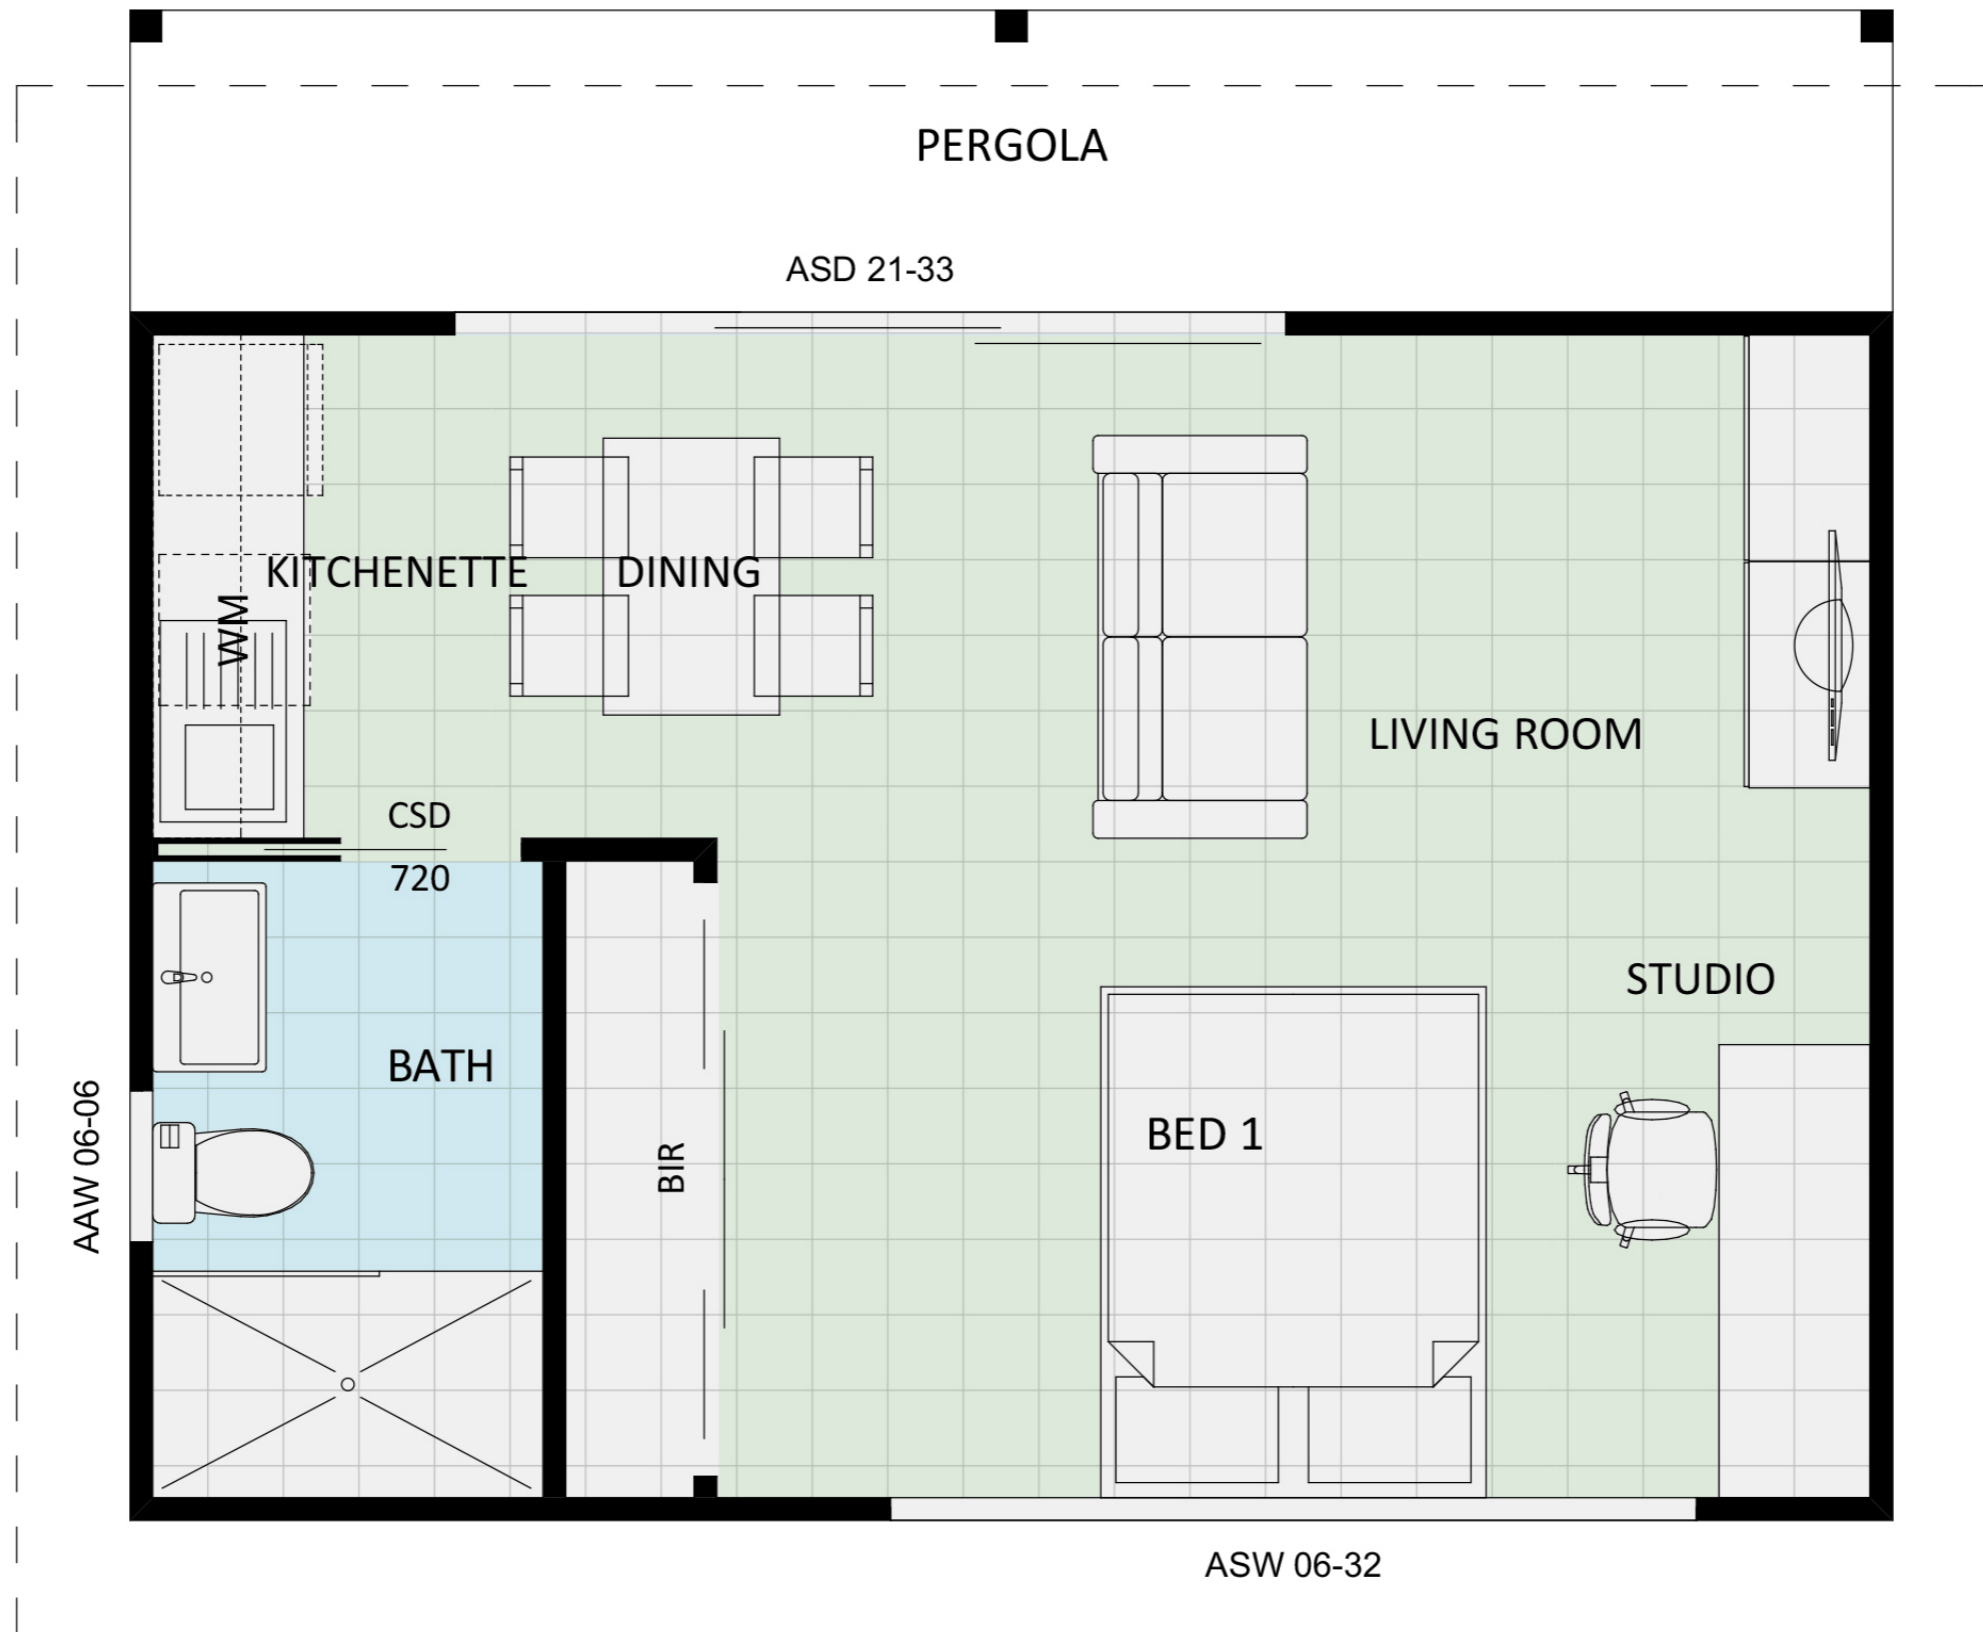 PERGOLA
ASD 21-33
KITCHENETTE
DINING
WM
LIVING ROOM
CSD
720
STUDIO
BATH
AAW 06-06
BIR
BED 1
ASW 06-32